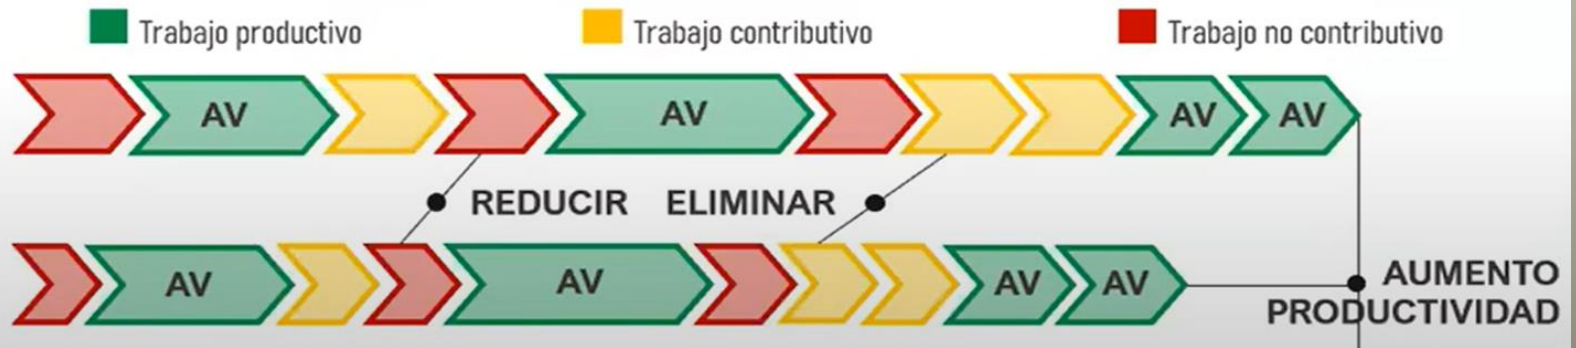 Trabajo productivo
Trabajo contributivo
Trabajo no contributivo
AV
AV
AV
AV
REDUCIR
ELIMINAR
AV
AV
AV
AV
AUMENTO
PRODUCTIVIDAD